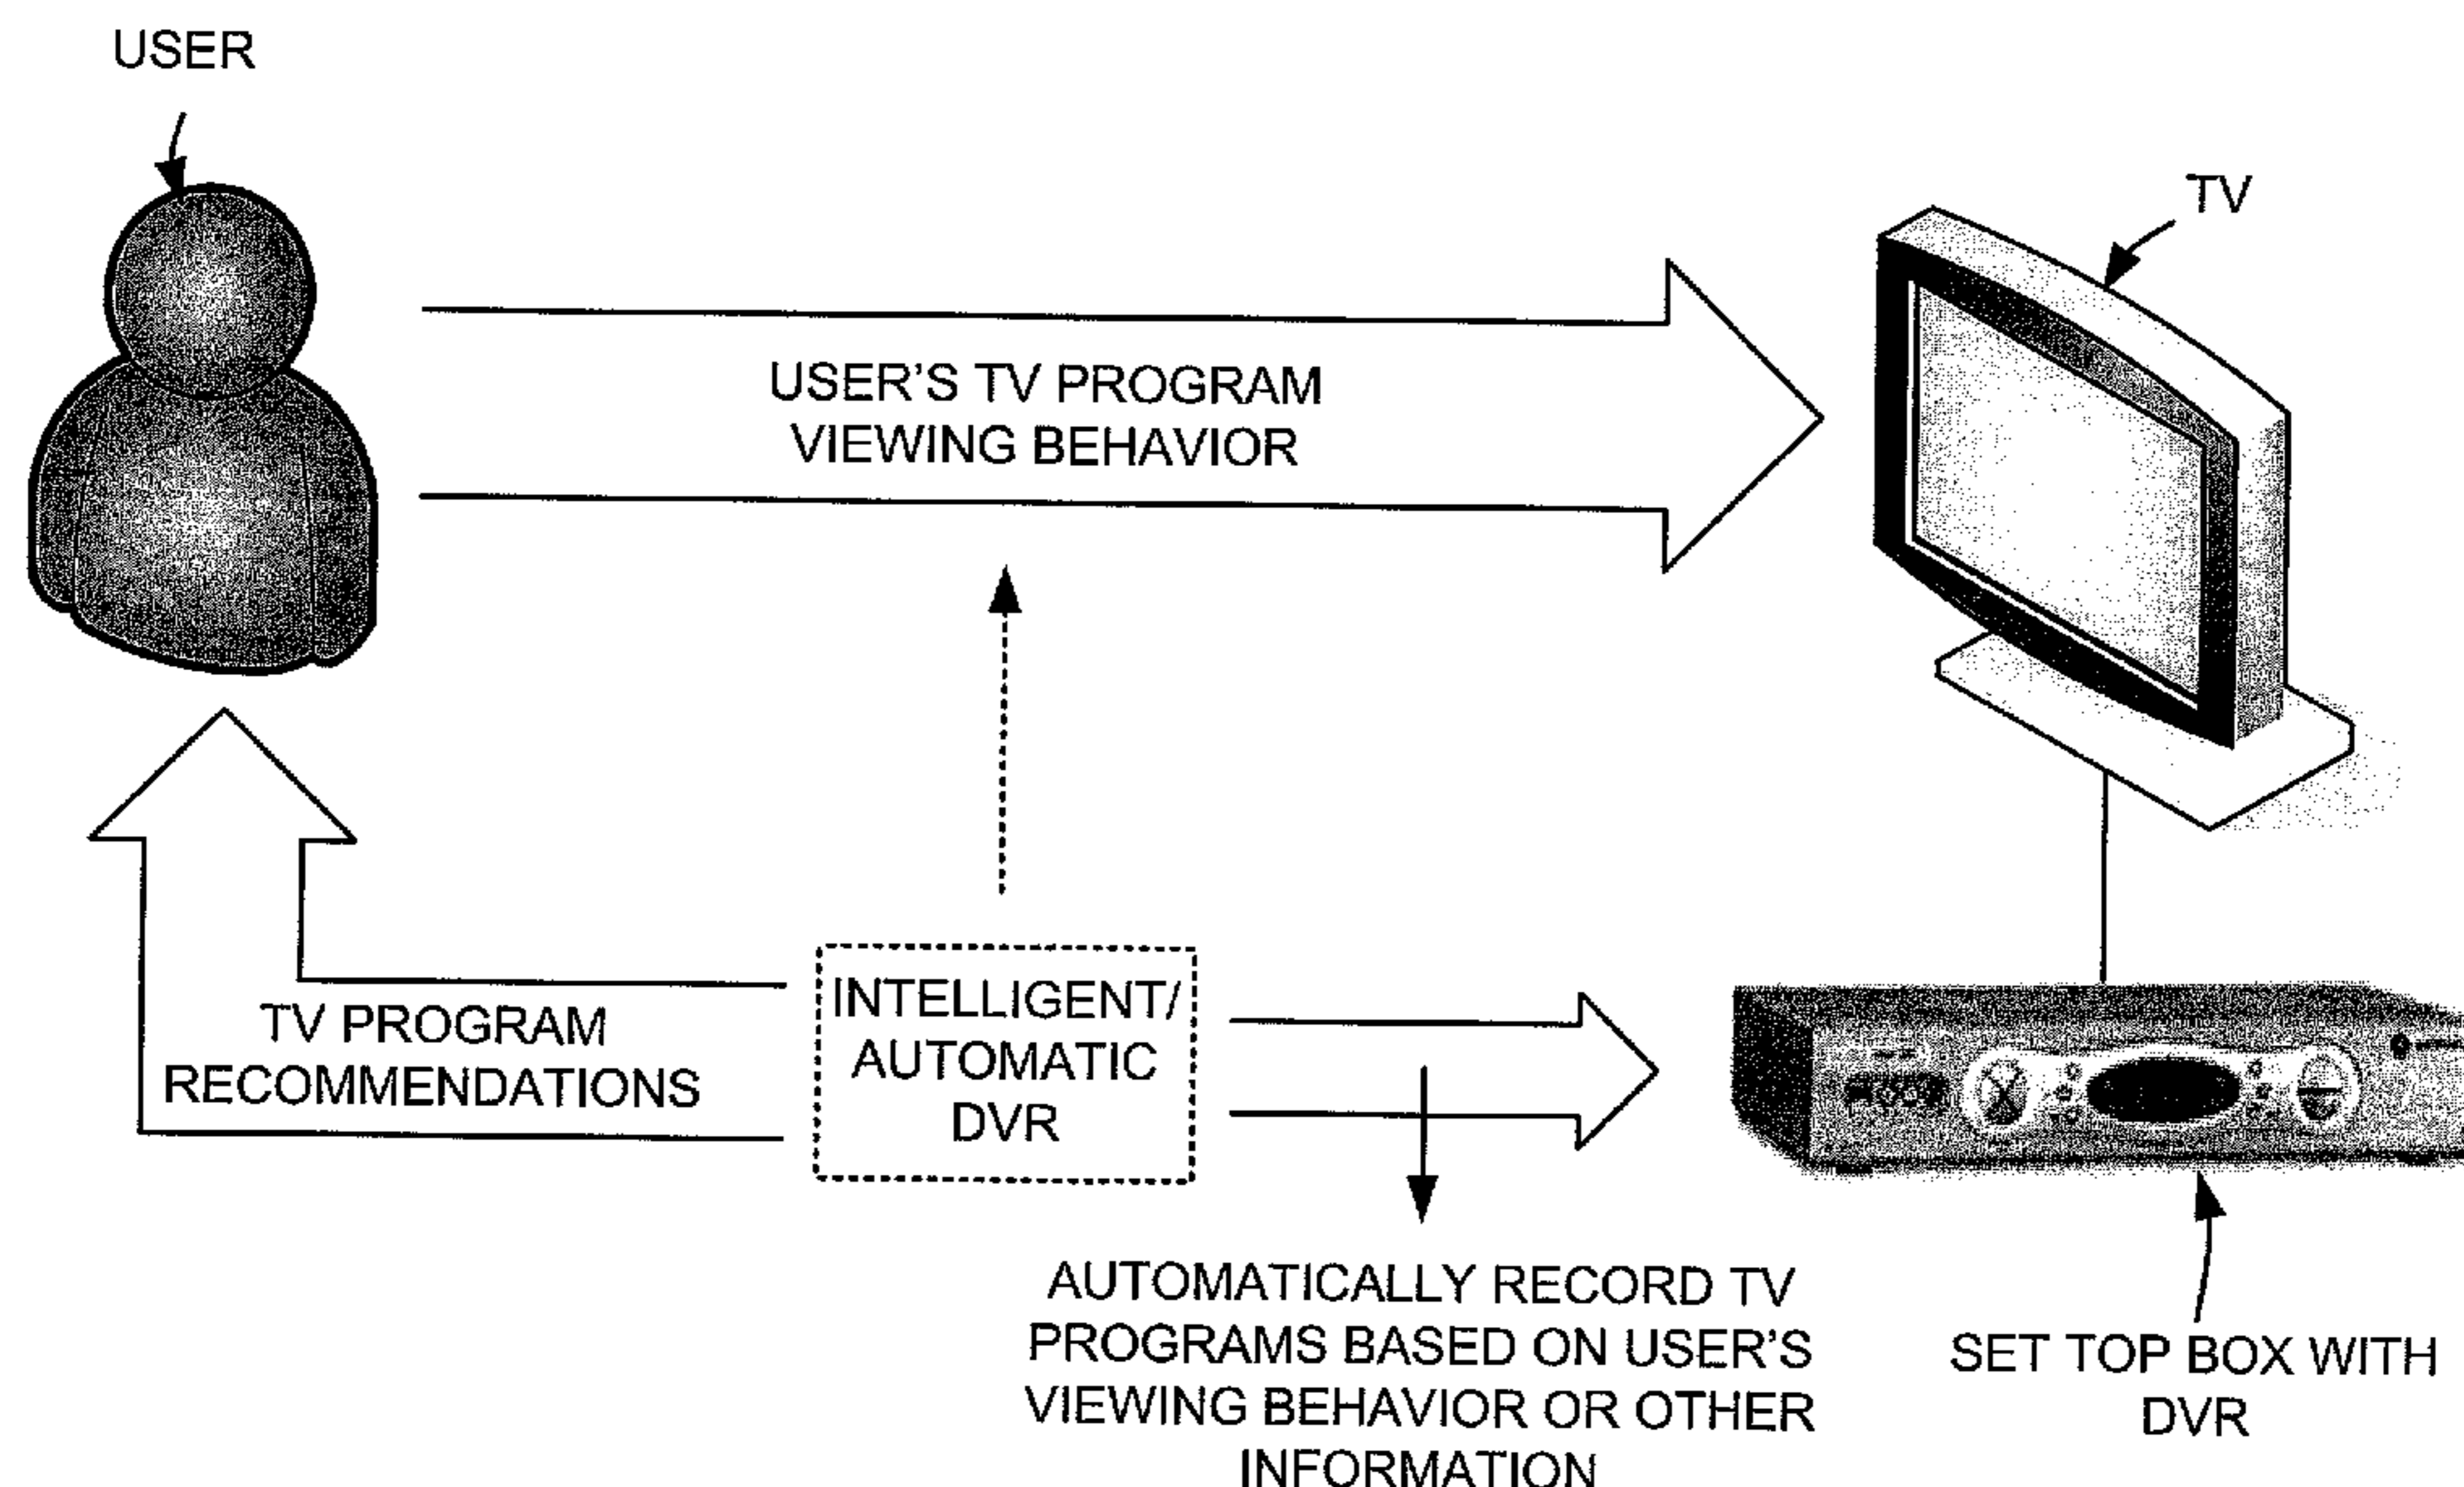 USER
TV
USER'S TV PROGRAM
VIEWING BEHAVIOR
TV PROGRAM
RECOMMENDATIONS
INTELLIGENT/
AUTOMATIC
DVR
AUTOMATICALLY RECORD TV
PROGRAMS BASED ON USER'S
VIEWING BEHAVIOR OR OTHER
INFORMATION
SET TOP BOX WITH
DVR